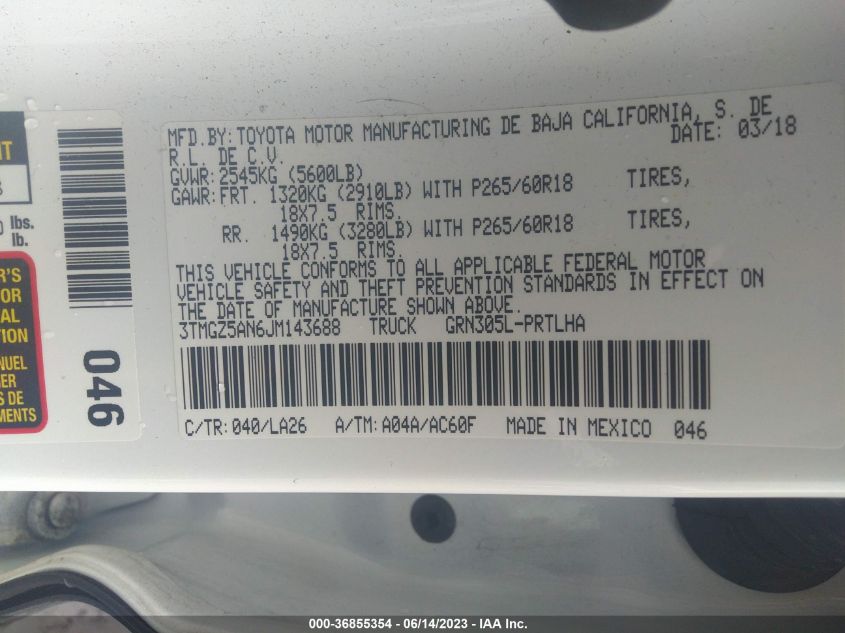 MFD.BY:TOYOTA MOTOR MANUFACTURING DE BAJA CALIFORNIA, S. DE
R.L. DE C.V. DATE: 03/18
GVWR:2545KG (5600LB)
GAWR:FRT. 1320KG (2910LB) WITH P265/60R18 TIRES,
18X7.5 RIMS.
RR. 1490KG (3280LB) WITH P265/60R18 TIRES,
18X7.5 RIMS.
THIS VEHICLE CONFORMS TO ALL APPLICABLE FEDERAL MOTOR
VEHICLE SAFETY AND THEFT PREVENTION STANDARDS IN EFFECT ON
THE DATE OF MANUFACTURE SHOWN ABOVE.
3TMGZ5AN6JM143688 TRUCK GRN305L-PRTLHA
C/TR:040/LA26 A/TM:A04A/AC60F MADE IN MEXICO 046
046
lbs.
lb.
000-36855354 - 06/14/2023 - IAA Inc.